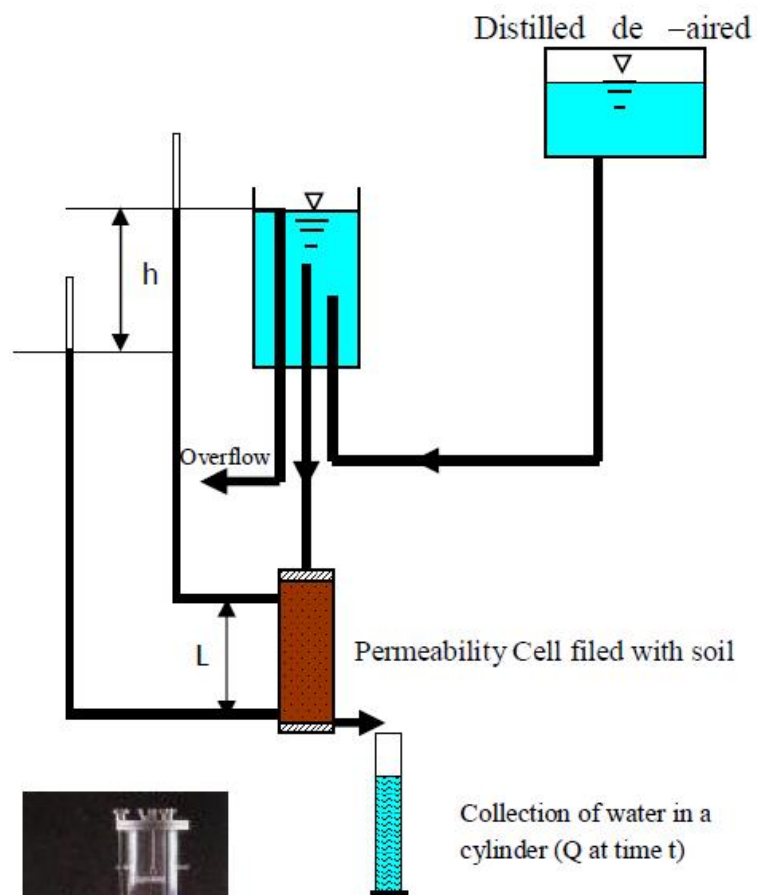 Distilled de –aired
h
Overflow
L
Permeability Cell filed with soil
Collection of water in a
cylinder (Q at time t)